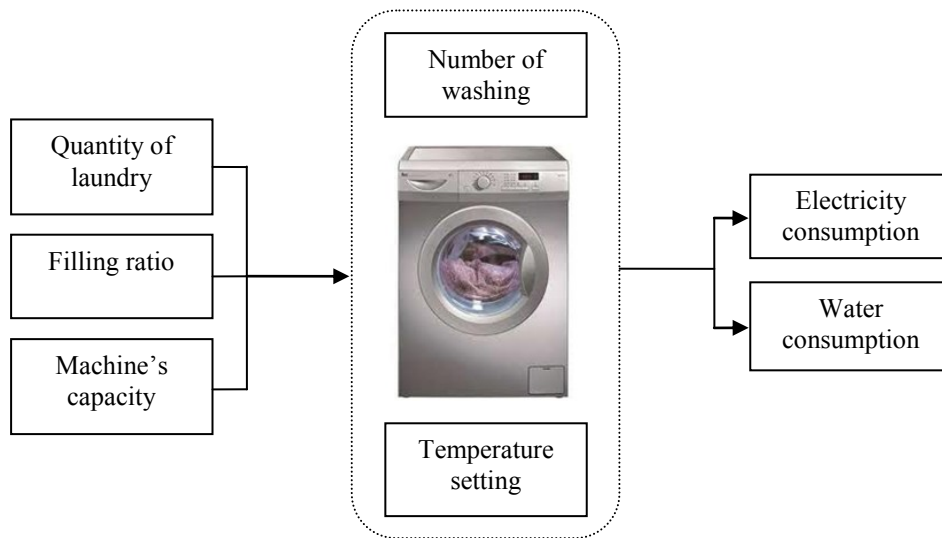 Number of
washing
Quantity of
laundry
Filling ratio
Machine’s
capacity
Temperature
setting
Electricity
consumption
Water
consumption